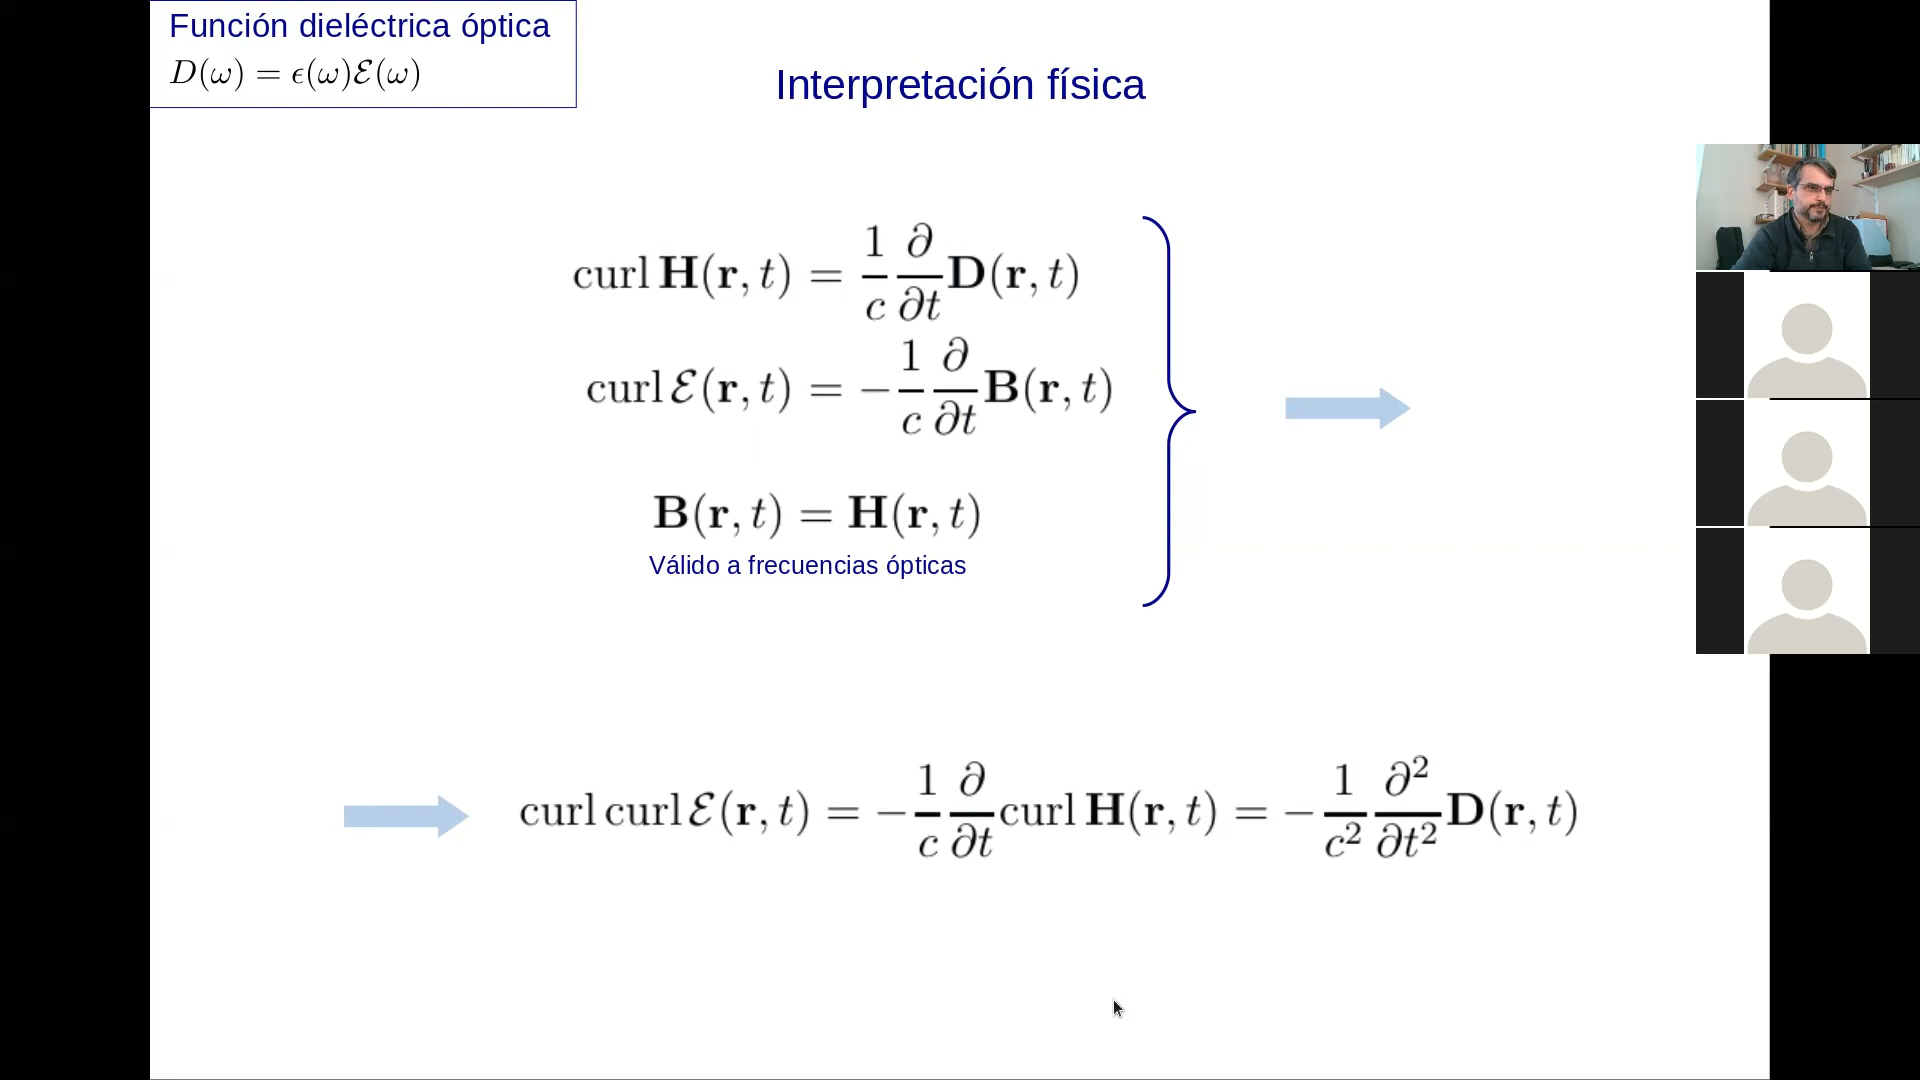 Función dieléctrica óptica
D(ω) = ϵ(ω)ℰ(ω)
Interpretación física
curl H(r, t) = 1/c ∂/∂t D(r, t)
curl ℰ(r, t) = −1/c ∂/∂t B(r, t)
B(r, t) = H(r, t)
Válido a frecuencias ópticas
curl curl ℰ(r, t) = −1/c ∂/∂t curl H(r, t) = −1/c² ∂²/∂t² D(r, t)